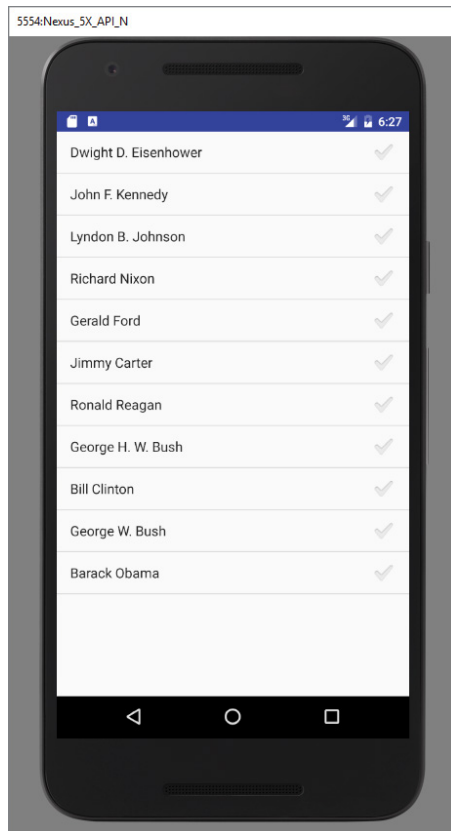 5554:Nexus_5X_API_N
3G 6:27
Dwight D. Eisenhower
John F. Kennedy
Lyndon B. Johnson
Richard Nixon
Gerald Ford
Jimmy Carter
Ronald Reagan
George H. W. Bush
Bill Clinton
George W. Bush
Barack Obama